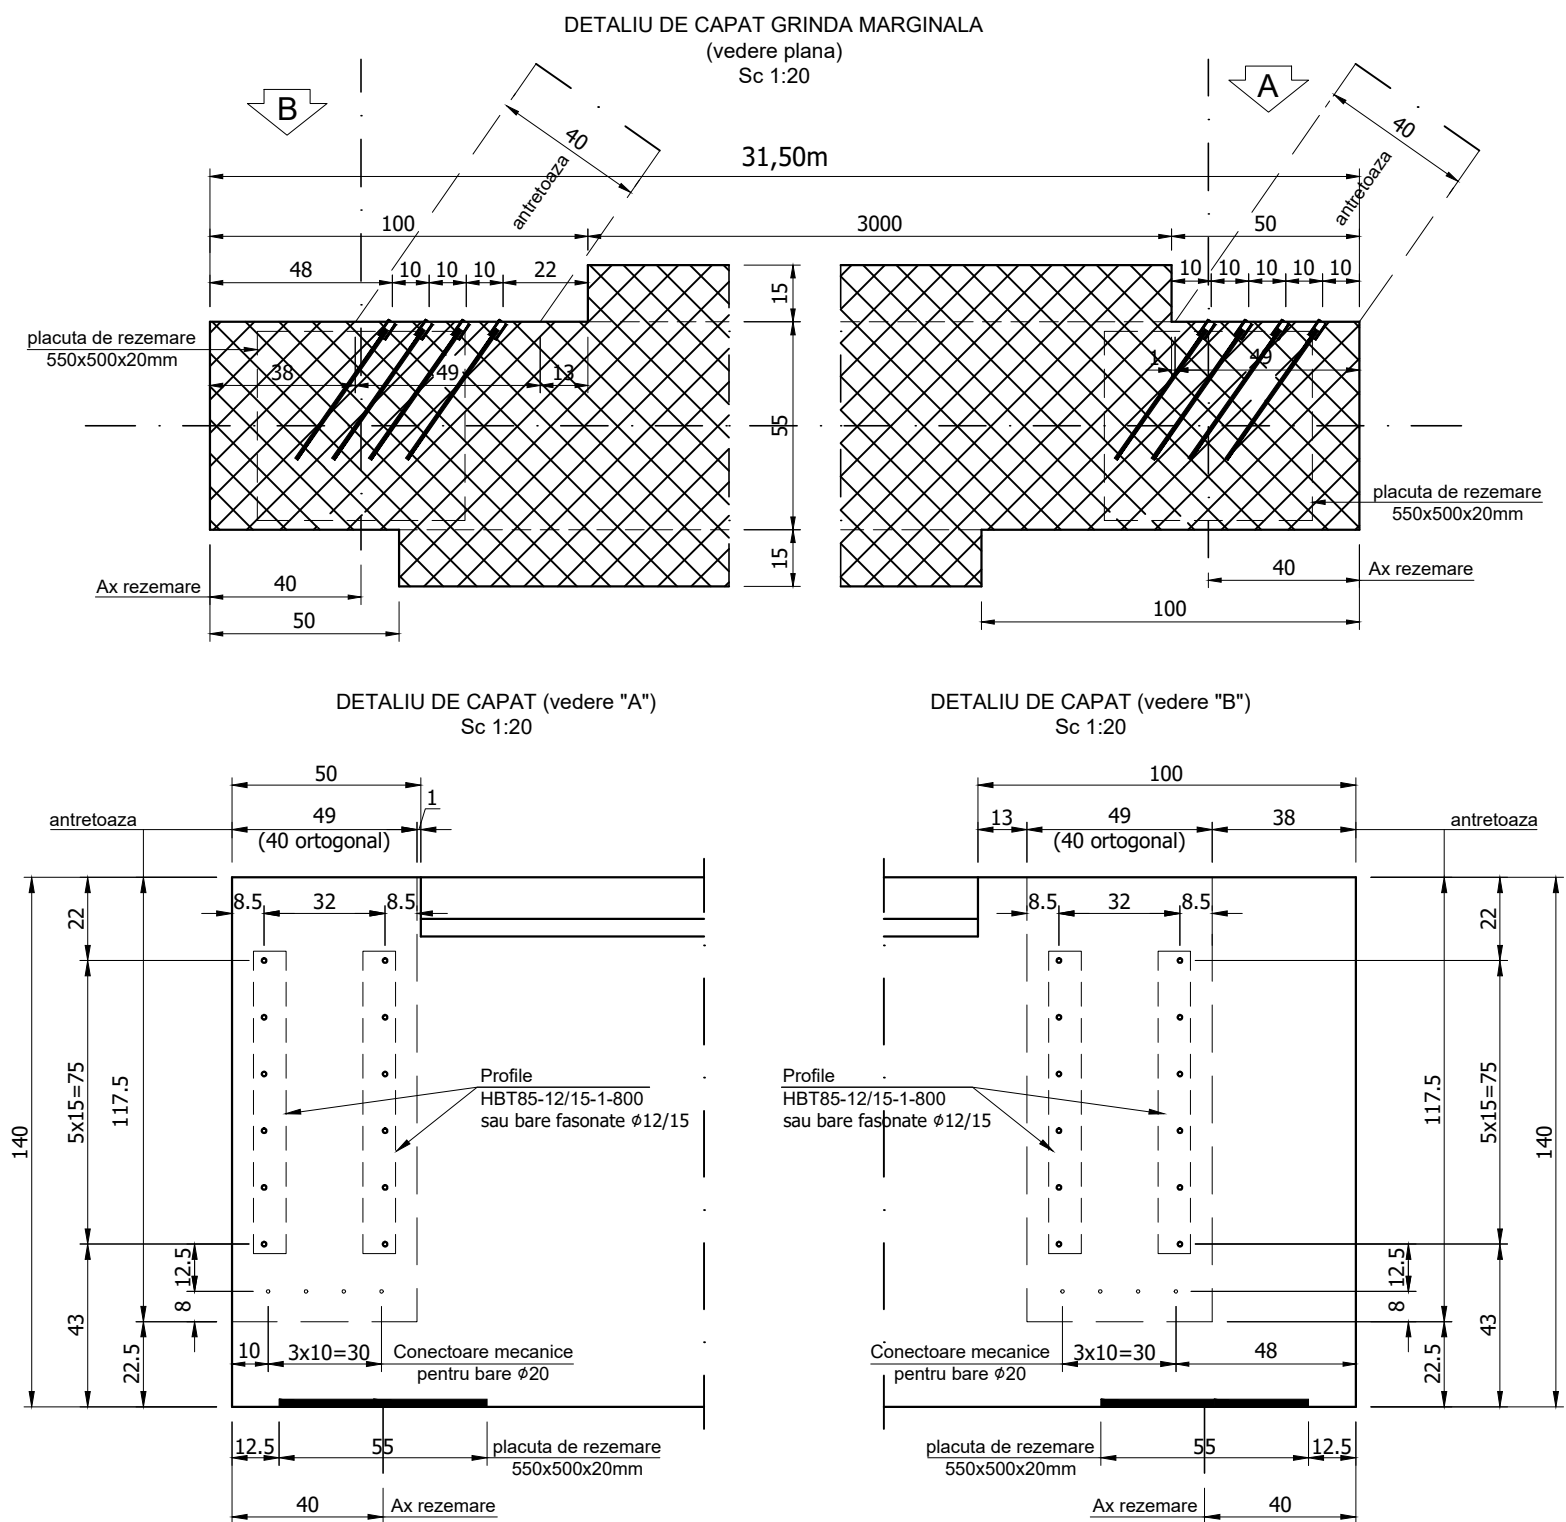 DETALIU DE CAPAT GRINDA MARGINALA
(vedere plana)
Sc 1:20
B
A
40
antretoaza
40
antretoaza
31,50m
100
3000
50
48
10
10
10
22
10
10
10
10
10
15
placuta de rezemare
550x500x20mm
38
49
13
1
49
55
placuta de rezemare
550x500x20mm
15
Ax rezemare
40
50
40
Ax rezemare
100
DETALIU DE CAPAT (vedere "A")
Sc 1:20
50
1
antretoaza
49
(40 ortogonal)
8.5
32
8.5
22
5x15=75
117.5
140
Profile
HBT85-12/15-1-800
sau bare fasonate ϕ12/15
12.5
8
43
22.5
10
3x10=30
Conectoare mecanice
pentru bare ϕ20
12.5
55
placuta de rezemare
550x500x20mm
40
Ax rezemare
DETALIU DE CAPAT (vedere "B")
Sc 1:20
100
13
49
38
antretoaza
(40 ortogonal)
8.5
32
8.5
22
Profile
HBT85-12/15-1-800
sau bare fasonate ϕ12/15
117.5
5x15=75
140
12.5
8
43
22.5
Conectoare mecanice
pentru bare ϕ20
3x10=30
48
placuta de rezemare
550x500x20mm
55
12.5
Ax rezemare
40